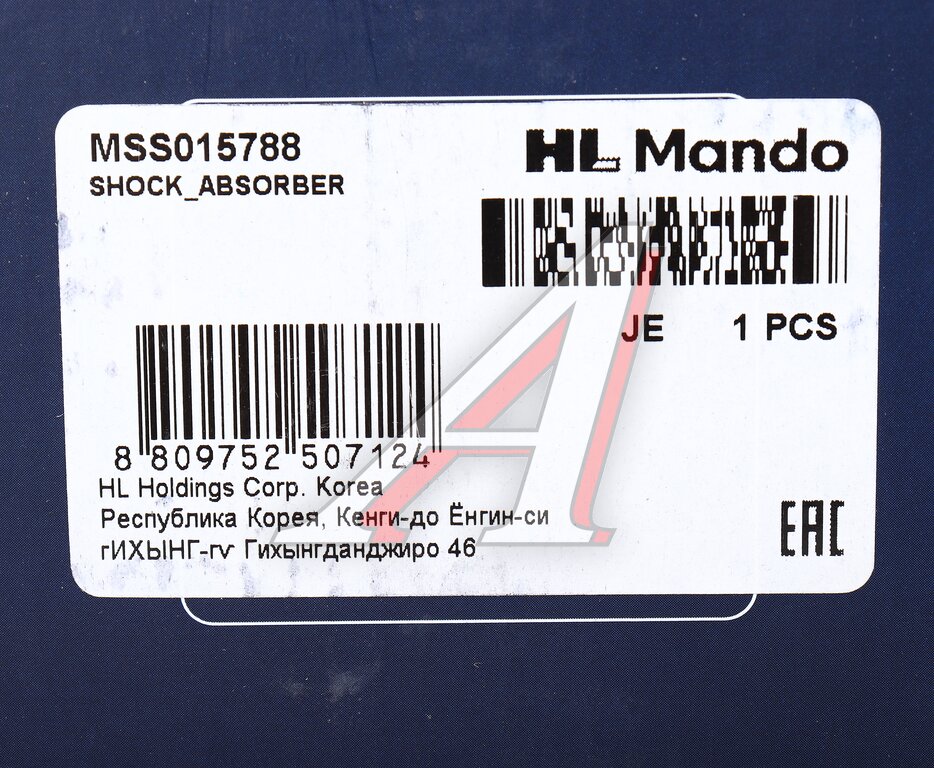 MSS015788
SHOCK_ABSORBER
HL Mando
JE 1 PCS
8 809752 507124
HL Holdings Corp. Korea
Республика Корея, Кенги-до Ёнгин-си
гИХЫНГ-гу Гихынгданджиро 46
EAC